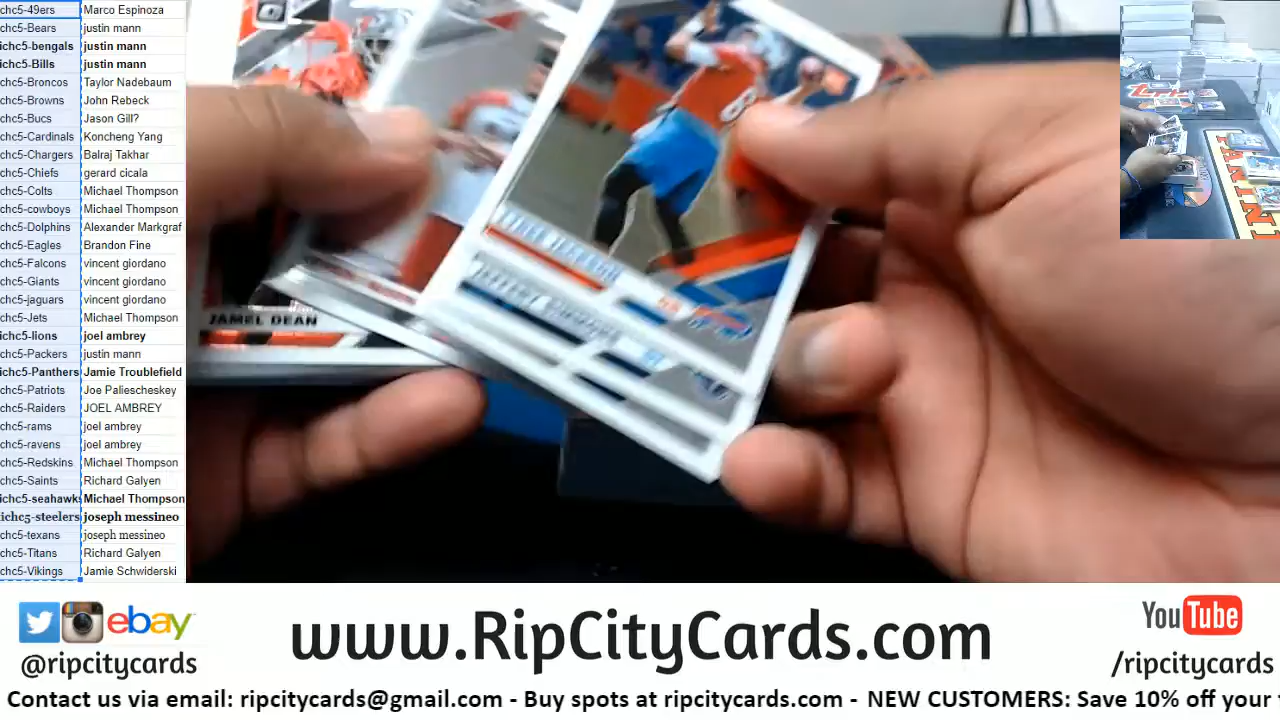 chc5-49ers Marco Espinoza
chc5-Bears justin mann
ichc5-bengals justin mann
ichc5-Bills justin mann
chc5-Broncos Taylor Nadebaum
chc5-Browns John Rebeck
chc5-Bucs Jason Gill?
chc5-Cardinals Koncheng Yang
chc5-Chargers Balraj Takhar
chc5-Chiefs gerard cicala
chc5-Colts Michael Thompson
chc5-cowboys Michael Thompson
chc5-Dolphins Alexander Markgraf
chc5-Eagles Brandon Fine
chc5-Falcons vincent giordano
chc5-Giants vincent giordano
chc5-jaguars vincent giordano
chc5-Jets Michael Thompson
ichc5-lions joel ambrey
chc5-Packers justin mann
ichc5-Panthers Jamie Troublefield
chc5-Patriots Joe Paliescheskey
chc5-Raiders JOEL AMBREY
chc5-rams joel ambrey
chc5-ravens joel ambrey
chc5-Redskins Michael Thompson
chc5-Saints Richard Galyen
ichc5-seahawks Michael Thompson
ichc5-steelers joseph messineo
chc5-texans joseph messineo
chc5-Titans Richard Galyen
chc5-Vikings Jamie Schwiderski
JAMEL DEAN
PANINI
ebay
@ripcitycards
www.RipCityCards.com
YouTube
/ripcitycards
Contact us via email: ripcitycards@gmail.com - Buy spots at ripcitycards.com - NEW CUSTOMERS: Save 10% off your